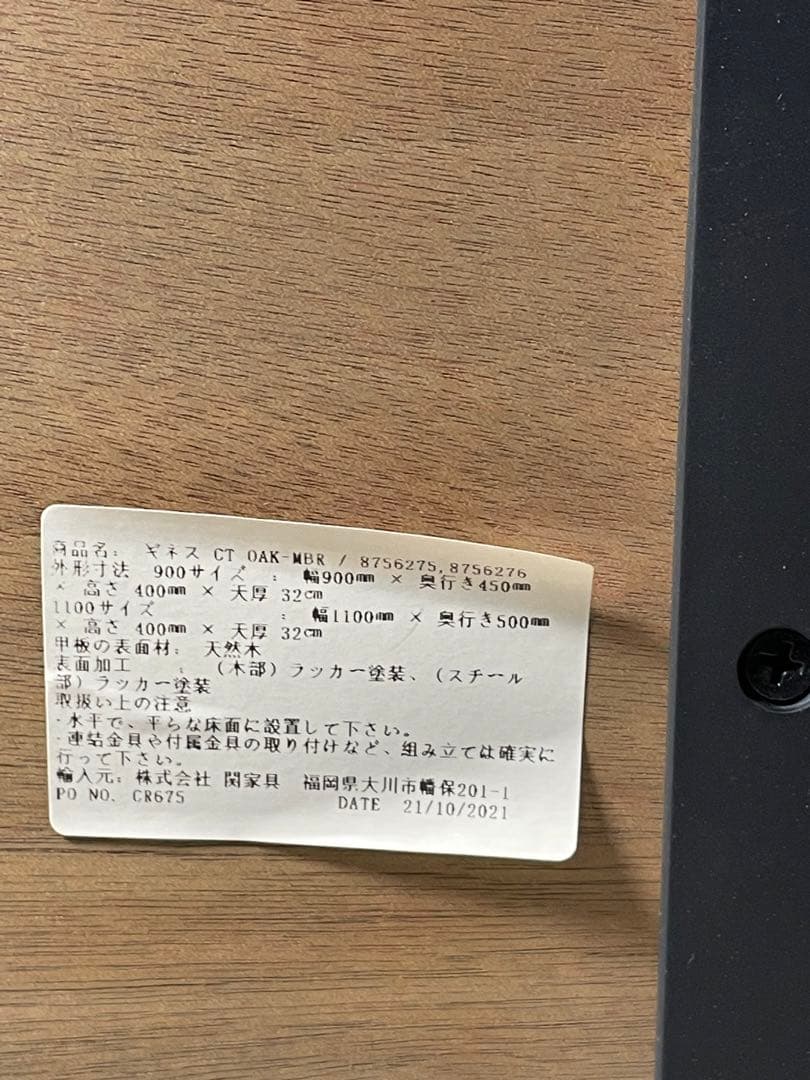 商品名: ギネス CT OAK-MBR / 8756275,8756276
外形寸法 900サイズ : 幅900mm × 奥行き450mm
× 高さ 400mm × 天厚 32cm
1100サイズ : 幅1100mm × 奥行き500mm
× 高さ 400mm × 天厚 32cm
甲板の表面材: 天然木
表面加工 : (木部)ラッカー塗装、(スチール
部)ラッカー塗装
取扱い上の注意
・水平で、平らな床面に設置して下さい。
・連結金具や付属金具の取り付けなど、組み立ては確実に
行って下さい。
輸入元: 株式会社 関家具 福岡県大川市幡保201-1
PO NO. CR675 DATE 21/10/2021